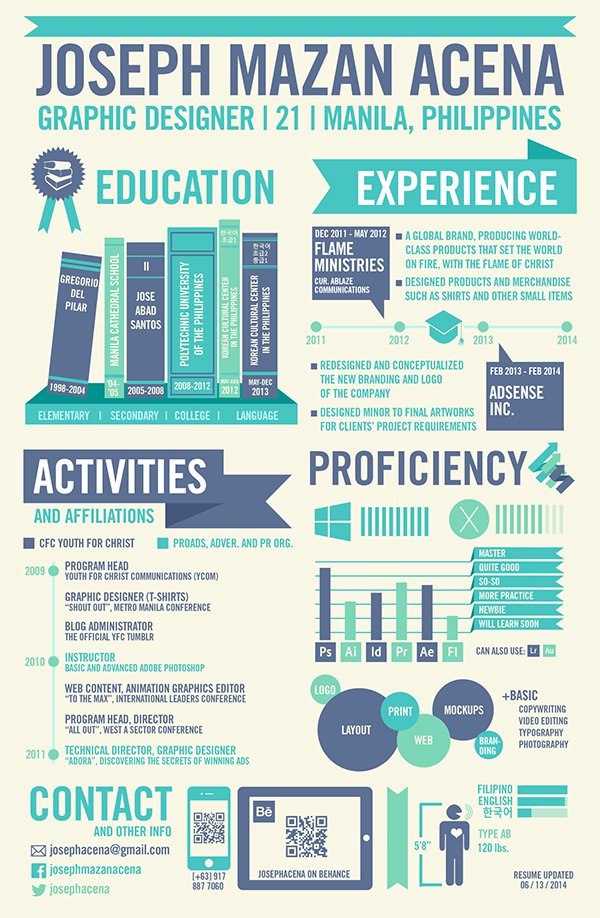 JOSEPH MAZAN ACENA
GRAPHIC DESIGNER | 21 | MANILA, PHILIPPINES
EDUCATION
GREGORIO
DEL
PILAR
1998-2004
MANILA CATHEDRAL SCHOOL
'04-
'05
II
JOSE
ABAD
SANTOS
2005-2008
POLYTECHNIC UNIVERSITY
OF THE PHILIPPINES
2008-2012
한국어
초급1
KOREAN CULTURAL CENTER
IN THE PHILIPPINES
MAY-AUG
2012
한국어
초급2
중급1
KOREAN CULTURAL CENTER
IN THE PHILIPPINES
MAY-DEC
2013
ELEMENTARY | SECONDARY | COLLEGE | LANGUAGE
EXPERIENCE
DEC 2011 - MAY 2012
FLAME
MINISTRIES
CUR. ABLAZE
COMMUNICATIONS
A GLOBAL BRAND, PRODUCING WORLD-
CLASS PRODUCTS THAT SET THE WORLD
ON FIRE, WITH THE FLAME OF CHRIST
DESIGNED PRODUCTS AND MERCHANDISE
SUCH AS SHIRTS AND OTHER SMALL ITEMS
2011 2012 2013 2014
REDESIGNED AND CONCEPTUALIZED
THE NEW BRANDING AND LOGO
OF THE COMPANY
DESIGNED MINOR TO FINAL ARTWORKS
FOR CLIENTS' PROJECT REQUIREMENTS
FEB 2013 - FEB 2014
ADSENSE
INC.
ACTIVITIES
AND AFFILIATIONS
CFC YOUTH FOR CHRIST
PROADS, ADVER. AND PR ORG.
2009
PROGRAM HEAD
YOUTH FOR CHRIST COMMUNICATIONS (YCOM)
GRAPHIC DESIGNER (T-SHIRTS)
"SHOUT OUT", METRO MANILA CONFERENCE
BLOG ADMINISTRATOR
THE OFFICIAL YFC TUMBLR
2010
INSTRUCTOR
BASIC AND ADVANCED ADOBE PHOTOSHOP
WEB CONTENT, ANIMATION GRAPHICS EDITOR
"TO THE MAX", INTERNATIONAL LEADERS CONFERENCE
PROGRAM HEAD, DIRECTOR
"ALL OUT", WEST A SECTOR CONFERENCE
2011
TECHNICAL DIRECTOR, GRAPHIC DESIGNER
"ADORA", DISCOVERING THE SECRETS OF WINNING ADS
PROFICIENCY
X
MASTER
QUITE GOOD
SO-SO
MORE PRACTICE
NEWBIE
WILL LEARN SOON
Ps Ai Id Pr Ae Fl
CAN ALSO USE: Lr Au
LOGO
LAYOUT
PRINT
WEB
MOCKUPS
BRAN-
DING
+BASIC
COPYWRITING
VIDEO EDITING
TYPOGRAPHY
PHOTOGRAPHY
CONTACT
AND OTHER INFO
josephacena@gmail.com
josephmazanacena
josephacena
(+63) 917
887 7060
Bē
JOSEPHACENA ON BEHANCE
5'8"
FILIPINO
ENGLISH
한국어
TYPE AB
120 lbs.
RESUME UPDATED
06 / 13 / 2014